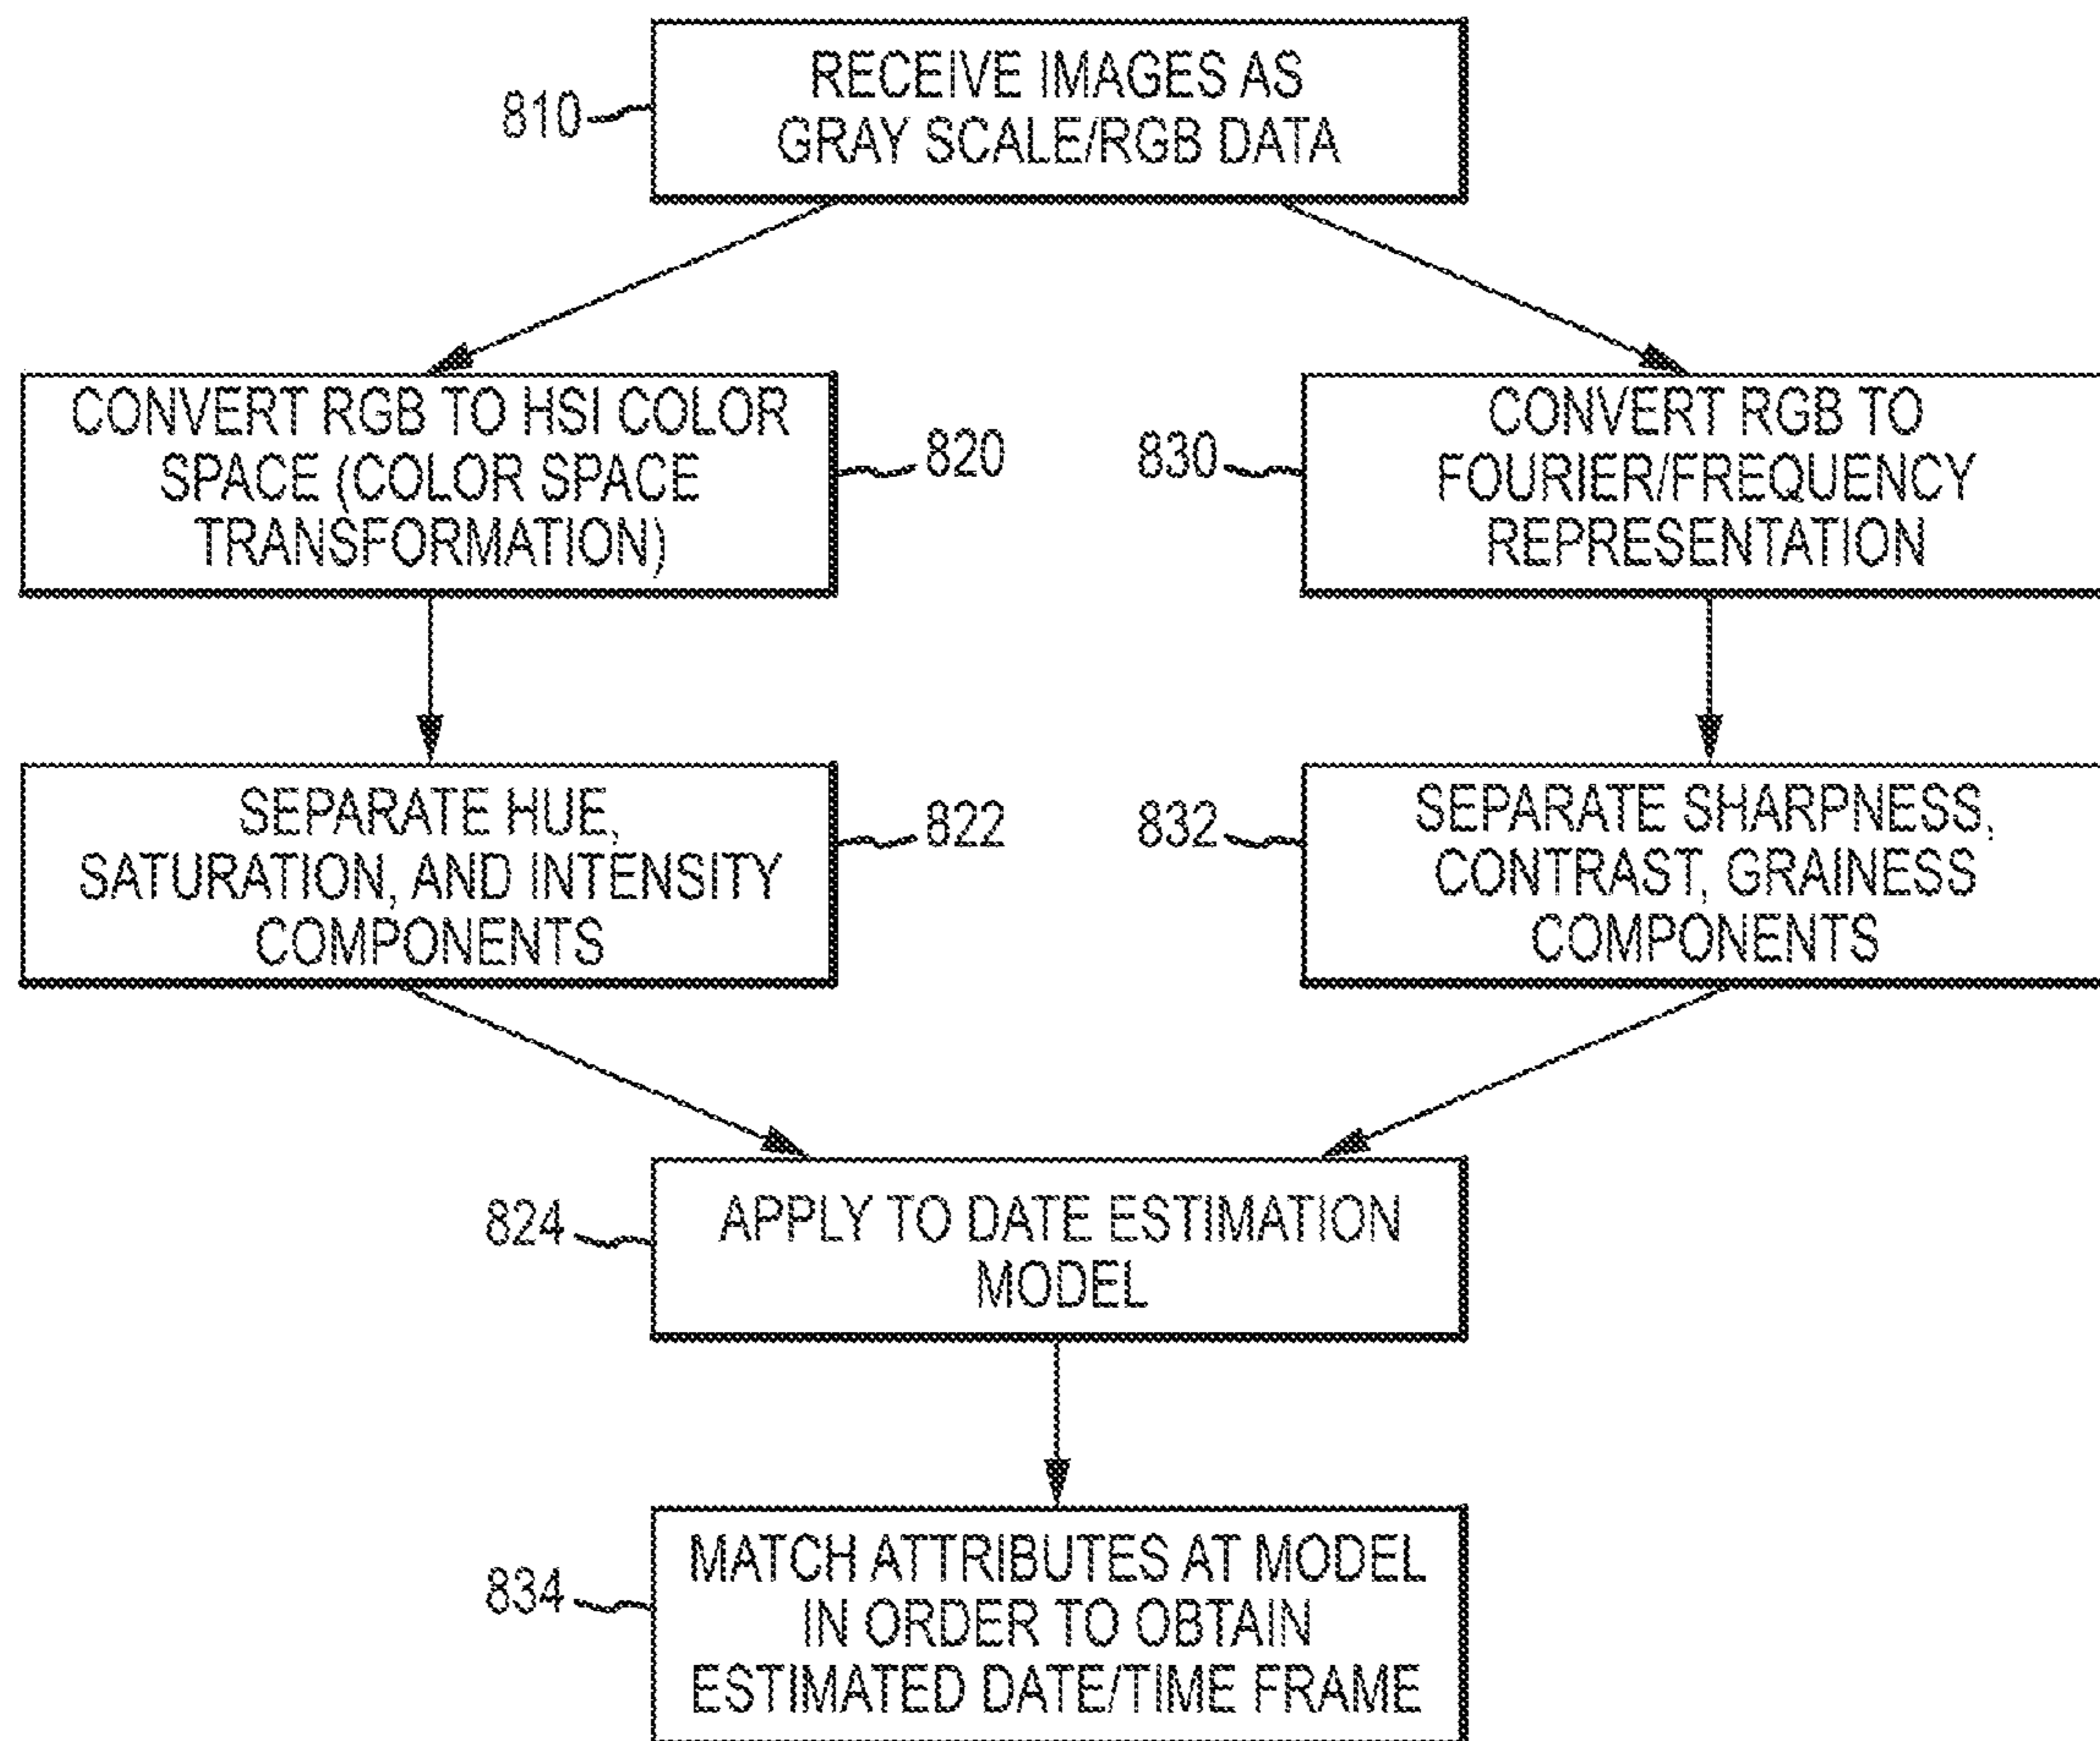 RECEIVE IMAGES AS
GRAY SCALE/RGB DATA
810
CONVERT RGB TO HSI COLOR
SPACE (COLOR SPACE
TRANSFORMATION)
820
830
CONVERT RGB TO
FOURIER/FREQUENCY
REPRESENTATION
SEPARATE HUE,
SATURATION, AND INTENSITY
COMPONENTS
822
832
SEPARATE SHARPNESS,
CONTRAST, GRAINESS
COMPONENTS
824
APPLY TO DATE ESTIMATION
MODEL
834
MATCH ATTRIBUTES AT MODEL
IN ORDER TO OBTAIN
ESTIMATED DATE/TIME FRAME